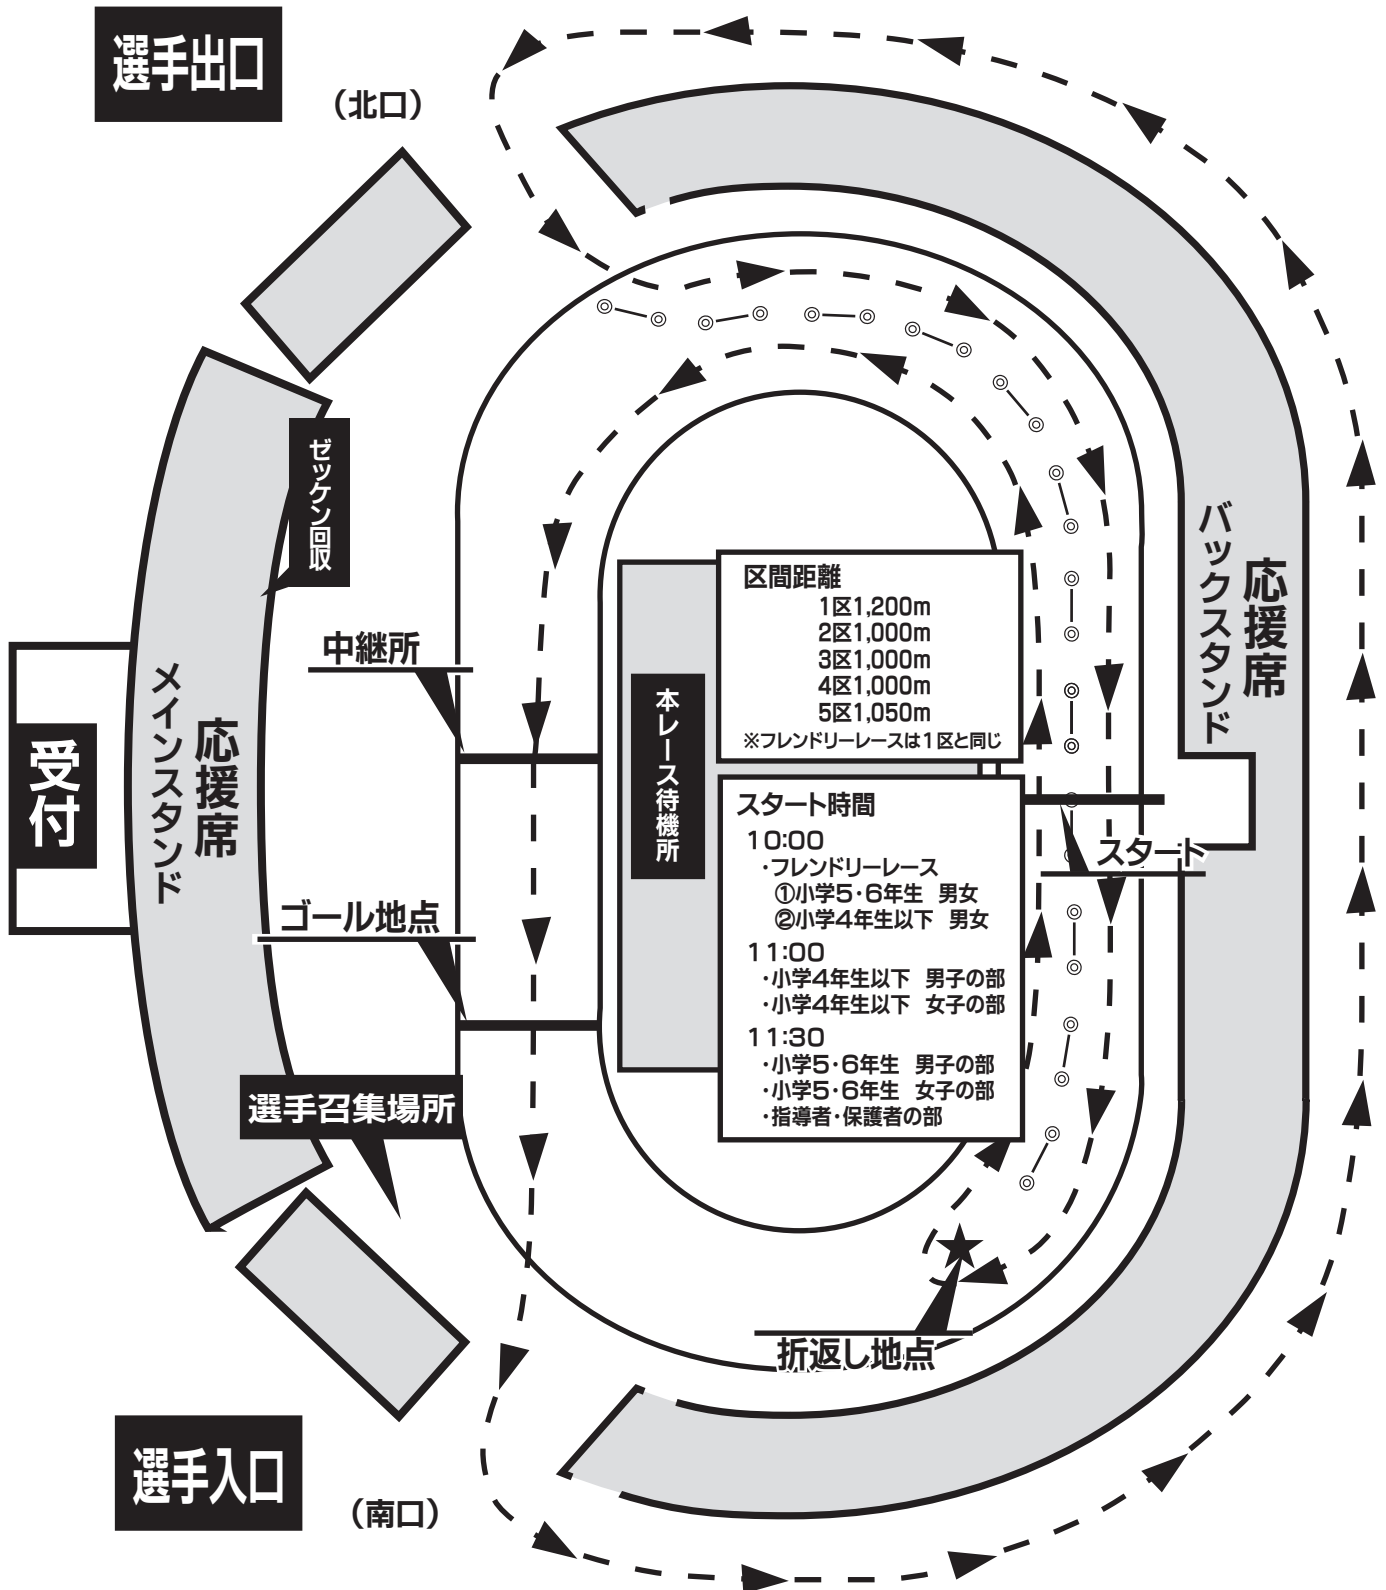 選手出口
（北口）
ゼッケン回収
中継所
受付
メインスタンド
応援席
本レース待機所
区間距離
1区1,200m
2区1,000m
3区1,000m
4区1,000m
5区1,050m
※フレンドリーレースは1区と同じ
バックスタンド
応援席
スタート時間
10:00
・フレンドリーレース
①小学5・6年生　男女
②小学4年生以下　男女
11:00
・小学4年生以下　男子の部
・小学4年生以下　女子の部
11:30
・小学5・6年生　男子の部
・小学5・6年生　女子の部
・指導者・保護者の部
スタート
ゴール地点
選手召集場所
折返し地点
選手入口
（南口）